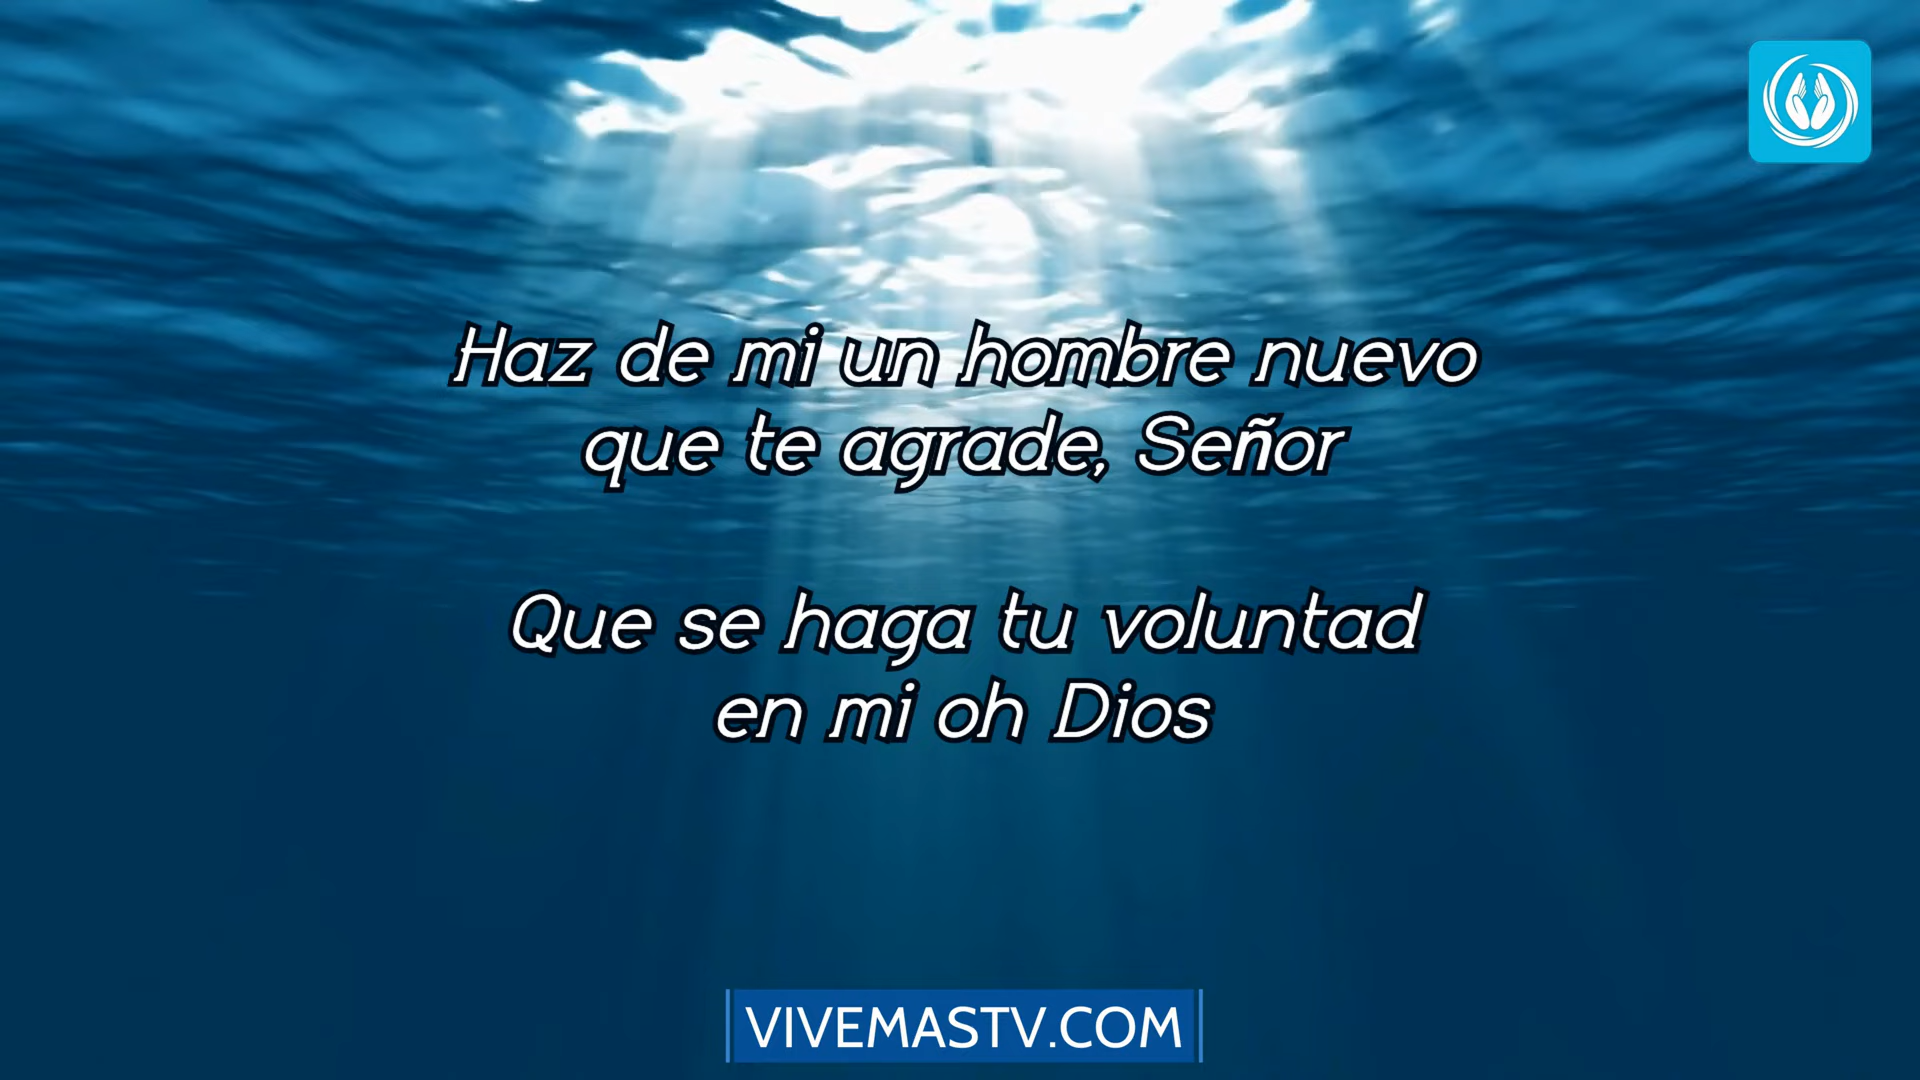 Haz de mi un hombre nuevo
que te agrade, Señor
Que se haga tu voluntad
en mi oh Dios
VIVEMASTV.COM